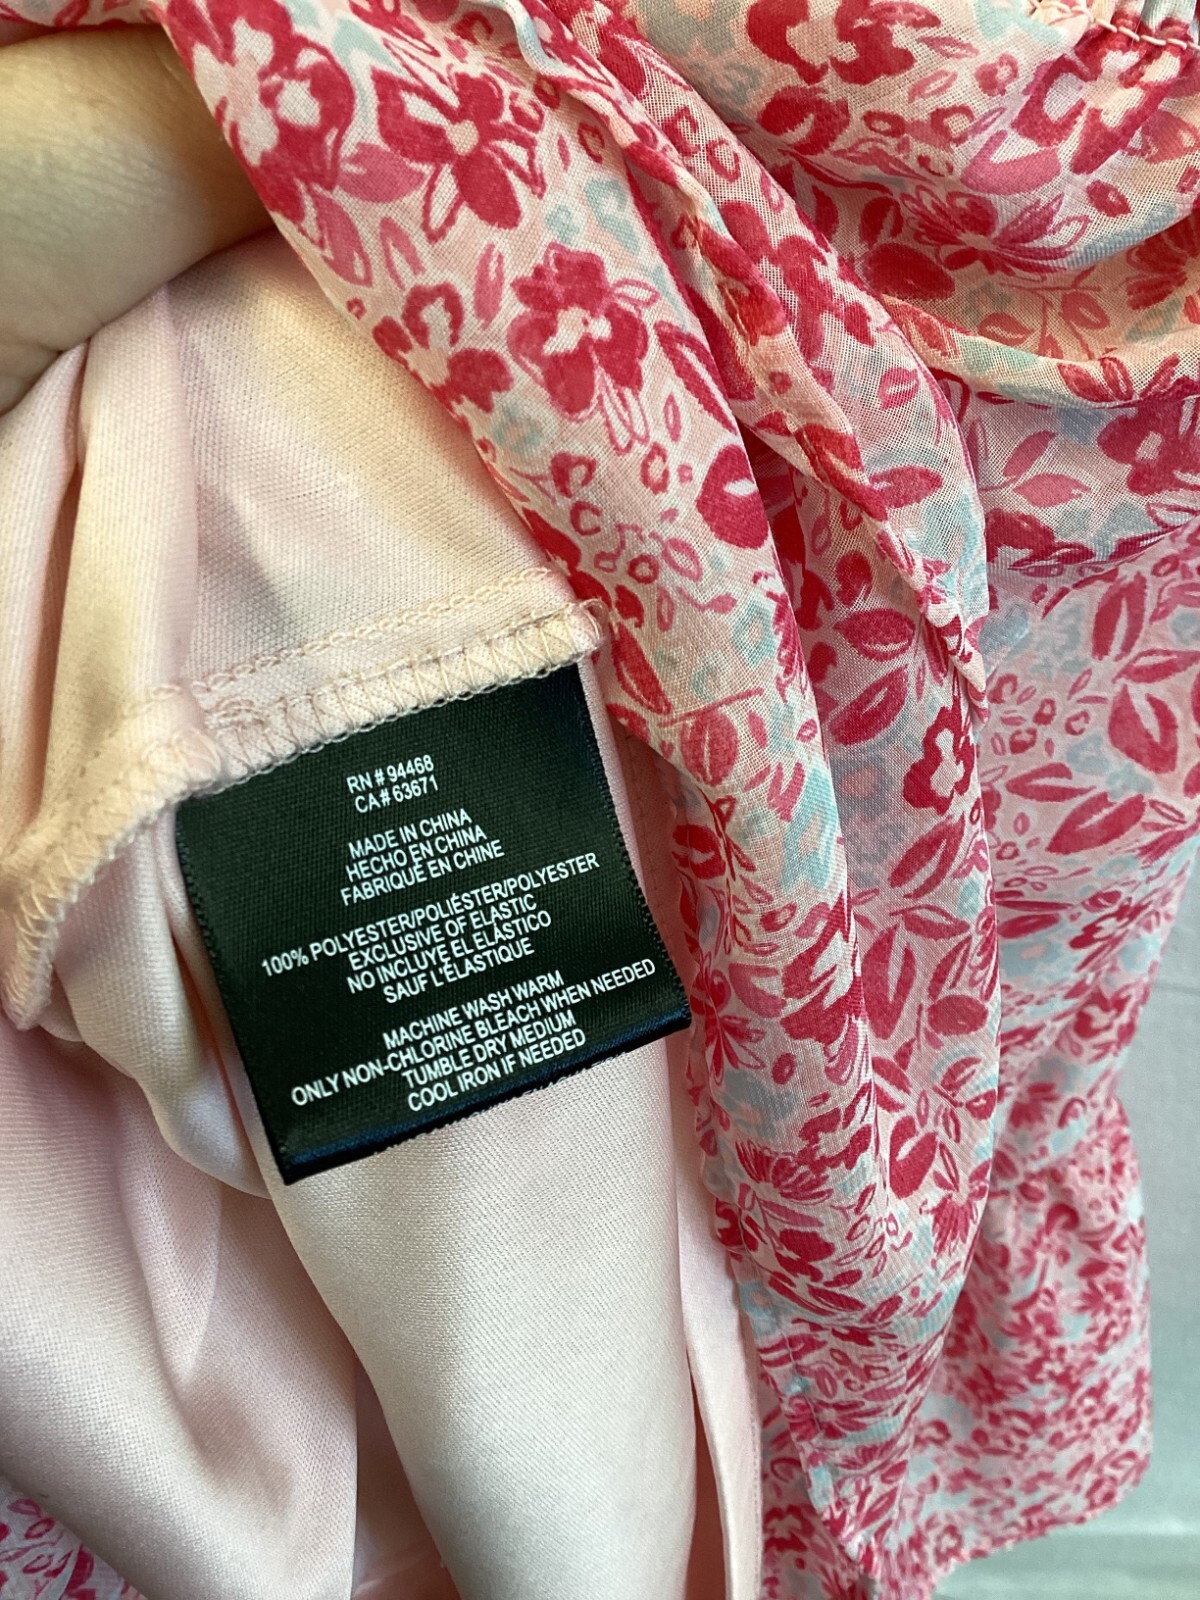 RN # 94468
CA# 63671
MADE IN CHINA
HECHO EN CHINA
FABRIQUE EN CHINE
100% POLYESTER/POLIÉSTER/POLYESTER
EXCLUSIVE OF ELASTIC
NO INCLUYE EL ELÁSTICO
SAUF L'ÉLASTIQUE
MACHINE WASH WARM
ONLY NON-CHLORINE BLEACH WHEN NEEDED
TUMBLE DRY MEDIUM
COOL IRON IF NEEDED